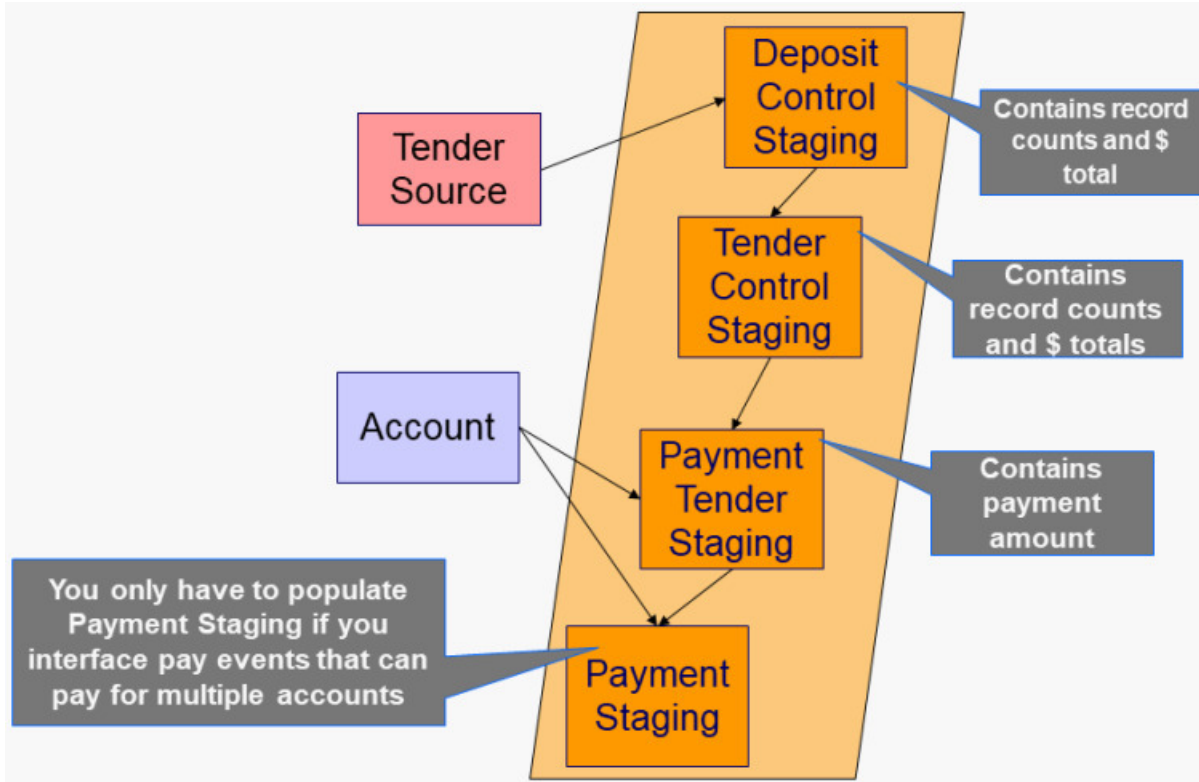 Deposit
Control
Staging
Contains record
counts and $
total
Tender
Source
Tender
Control
Staging
Contains
record counts
and $ totals
Account
Payment
Tender
Staging
Contains
payment
amount
You only have to populate
Payment Staging if you
interface pay events that can
pay for multiple accounts
Payment
Staging